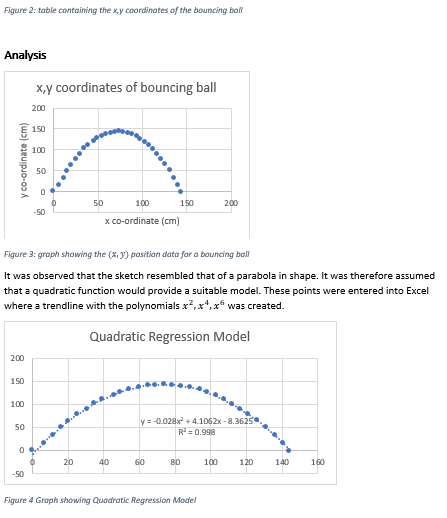 Figure 2: table containing the x,y coordinates of the bouncing ball
Analysis
x,y coordinates of bouncing ball
200
150
100
50
0
-50
0
50
100
150
200
y co-ordinate (cm)
x co-ordinate (cm)
Figure 3: graph showing the (x, y) position data for a bouncing ball
It was observed that the sketch resembled that of a parabola in shape. It was therefore assumed
that a quadratic function would provide a suitable model. These points were entered into Excel
where a trendline with the polynomials x², x⁴, x⁶ was created.
Quadratic Regression Model
200
150
100
50
0
-50
0
20
40
60
80
100
120
140
160
y = -0.028x² + 4.1062x - 8.3625
R² = 0.998
Figure 4 Graph showing Quadratic Regression Model